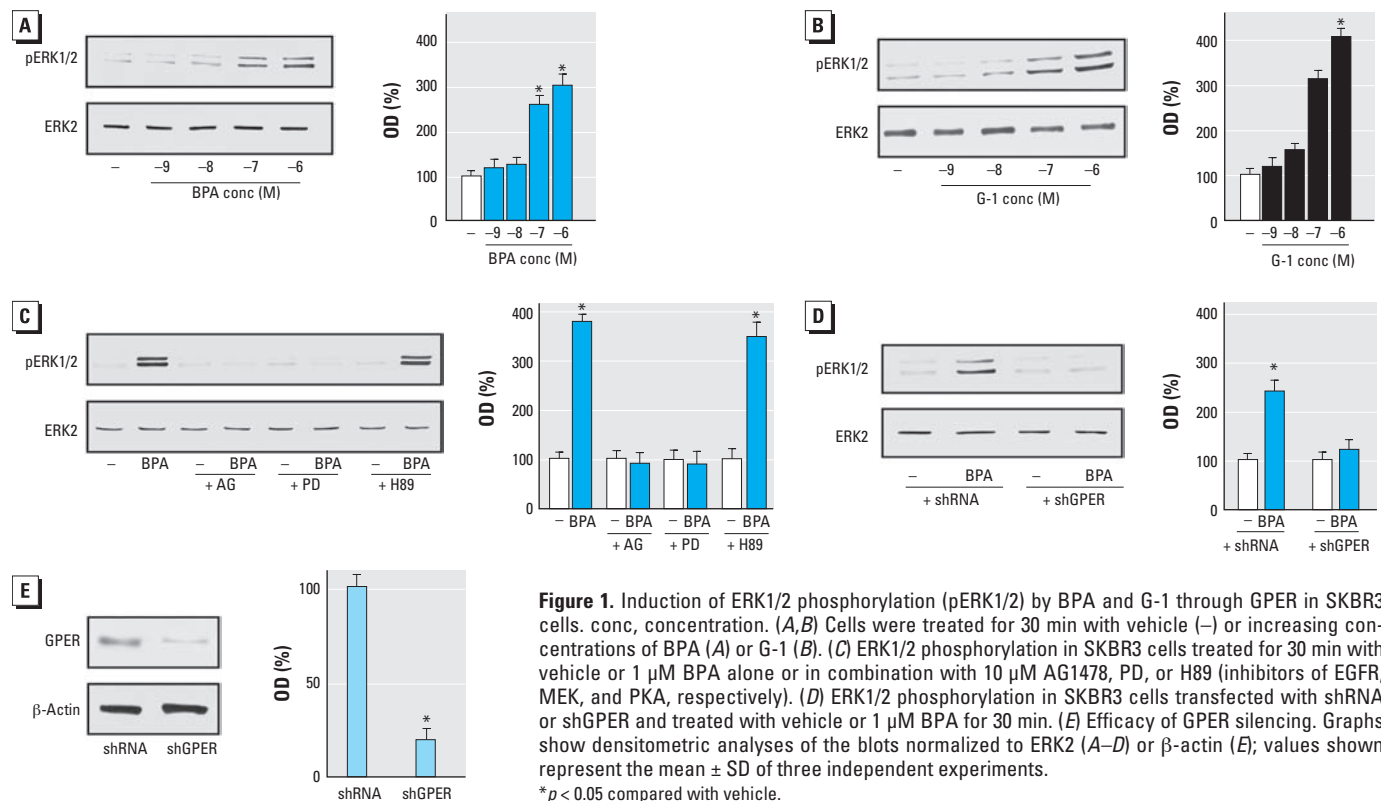 A
pERK1/2
ERK2
– –9 –8 –7 –6
BPA conc (M)
OD (%)
400
300
200
100
0
* *
– –9 –8 –7 –6
BPA conc (M)
B
pERK1/2
ERK2
– –9 –8 –7 –6
G-1 conc (M)
OD (%)
400
300
200
100
0
*
– –9 –8 –7 –6
G-1 conc (M)
C
pERK1/2
ERK2
– BPA – BPA – BPA – BPA
+ AG + PD + H89
OD (%)
400
300
200
100
0
* *
– BPA – BPA – BPA – BPA
+ AG + PD + H89
D
pERK1/2
ERK2
– BPA – BPA
+ shRNA + shGPER
OD (%)
400
300
200
100
0
*
– BPA – BPA
+ shRNA + shGPER
E
GPER
β-Actin
shRNA shGPER
OD (%)
100
50
0
*
shRNA shGPER
Figure 1. Induction of ERK1/2 phosphorylation (pERK1/2) by BPA and G-1 through GPER in SKBR3
cells. conc, concentration. (A,B) Cells were treated for 30 min with vehicle (–) or increasing con-
centrations of BPA (A) or G-1 (B). (C) ERK1/2 phosphorylation in SKBR3 cells treated for 30 min with
vehicle or 1 μM BPA alone or in combination with 10 μM AG1478, PD, or H89 (inhibitors of EGFR,
MEK, and PKA, respectively). (D) ERK1/2 phosphorylation in SKBR3 cells transfected with shRNA
or shGPER and treated with vehicle or 1 μM BPA for 30 min. (E) Efficacy of GPER silencing. Graphs
show densitometric analyses of the blots normalized to ERK2 (A–D) or β-actin (E); values shown
represent the mean ± SD of three independent experiments.
*p < 0.05 compared with vehicle.